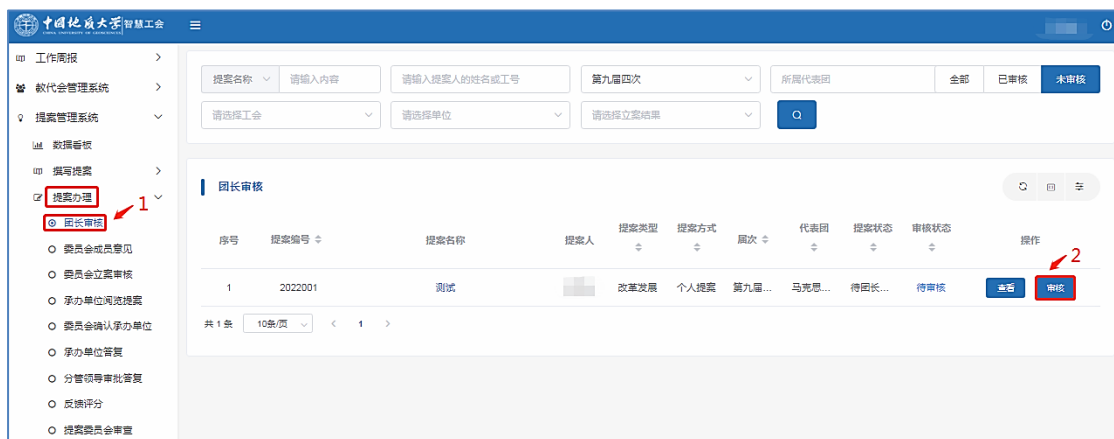 中国地质大学 智慧工会
CHINA UNIVERSITY OF GEOSCIENCES
工作周报
教代会管理系统
提案管理系统
数据看板
撰写提案
提案办理
1
团长审核
委员会成员意见
委员会立案审核
承办单位阅览提案
委员会确认承办单位
承办单位答复
分管领导审批答复
反馈评分
提案委员会审查
提案名称 请输入内容 请输入提案人的姓名或工号 第九届四次 所属代表团 全部 已审核 未审核
请选择工会 请选择单位 请选择立案结果
团长审核
序号 提案编号 提案名称 提案人 提案类型 提案方式 届次 代表团 提案状态 审核状态 操作
2
1 2022001 测试 改革发展 个人提案 第九届... 马克思... 待团长... 待审核 查看 审核
共 1 条 10条/页 1